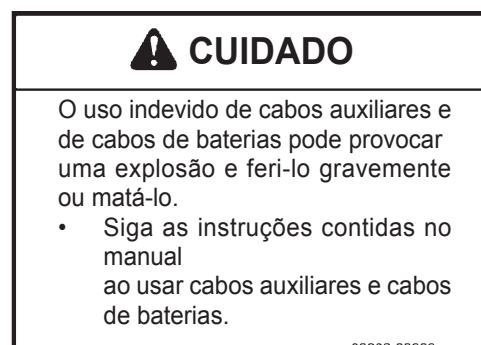 CUIDADO
O uso indevido de cabos auxiliares e
de cabos de baterias pode provocar
uma explosão e feri-lo gravemente
ou matá-lo.
• Siga as instruções contidas no
manual
ao usar cabos auxiliares e cabos
de baterias.